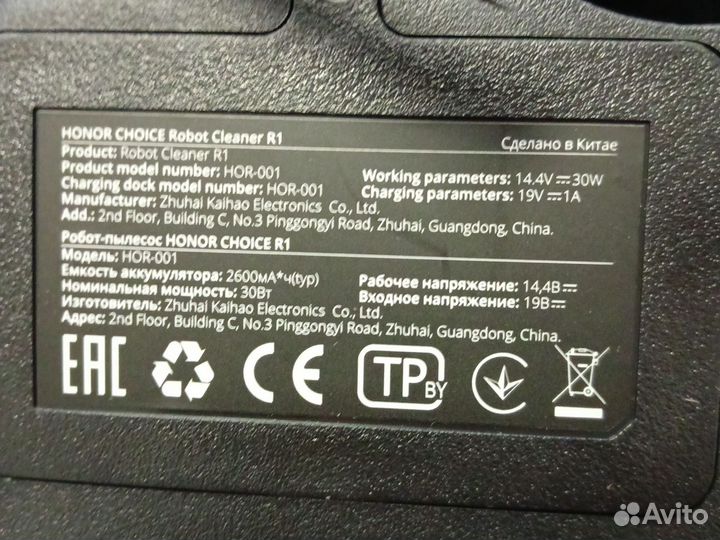 HONOR CHOICE Robot Cleaner R1
Сделано в Китае
Product: Robot Cleaner R1
Product model number: HOR-001
Working parameters: 14.4V⎓30W
Charging dock model number: HOR-001
Charging parameters: 19V⎓1A
Manufacturer: Zhuhai Kaihao Electronics Co., Ltd.
Add.: 2nd Floor, Building C, No.3 Pinggongyi Road, Zhuhai, Guangdong, China.
Робот-пылесос HONOR CHOICE R1
Модель: HOR-001
Емкость аккумулятора: 2600мА*ч(typ)
Рабочее напряжение: 14,4В⎓
Номинальная мощность: 30Вт
Входное напряжение: 19В⎓
Изготовитель: Zhuhai Kaihao Electronics Co., Ltd.
Адрес: 2nd Floor, Building C, No.3 Pinggongyi Road, Zhuhai, Guangdong, China.
EAC CE TP BY
Avito